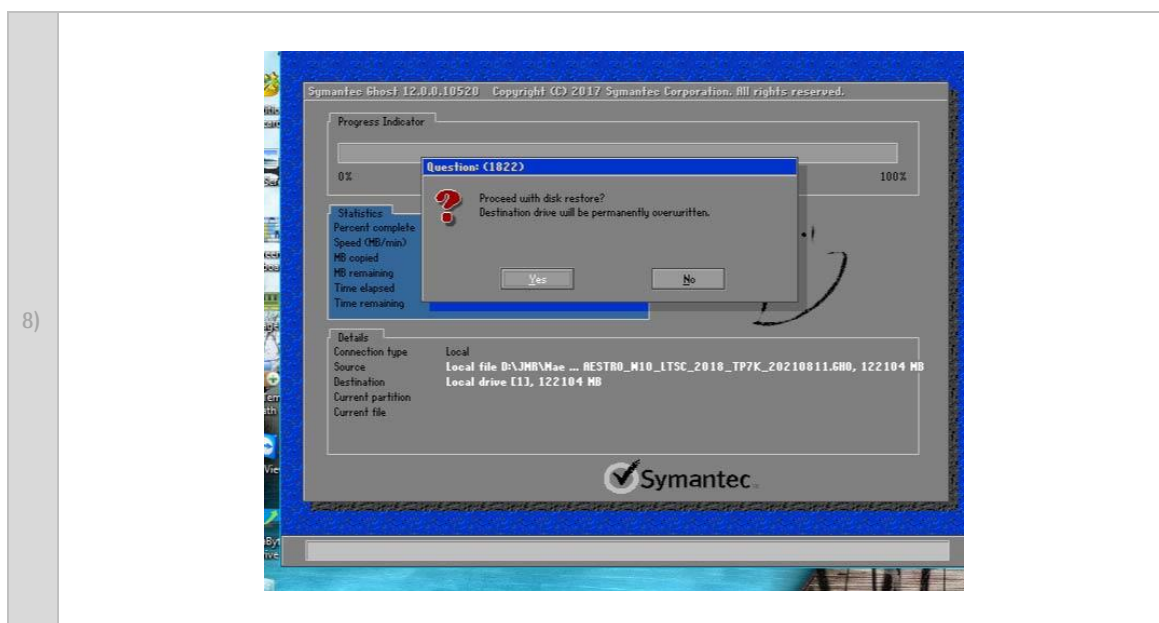 8)
Symantec Ghost 12.0.0.10520 Copyright (C) 2017 Symantec Corporation. All rights reserved.
Progress Indicator
0%
100%
Question: (1822)
Proceed with disk restore?
Destination drive will be permanently overwritten.
Yes
No
Statistics
Percent complete
Speed (MB/min)
MB copied
MB remaining
Time elapsed
Time remaining
Details
Connection type Local
Source Local file D:\JMR\Mae ... AESTRO_M10_LTSC_2018_TP7K_20210811.GHO, 122104 MB
Destination Local drive [1], 122104 MB
Current partition
Current file
Symantec